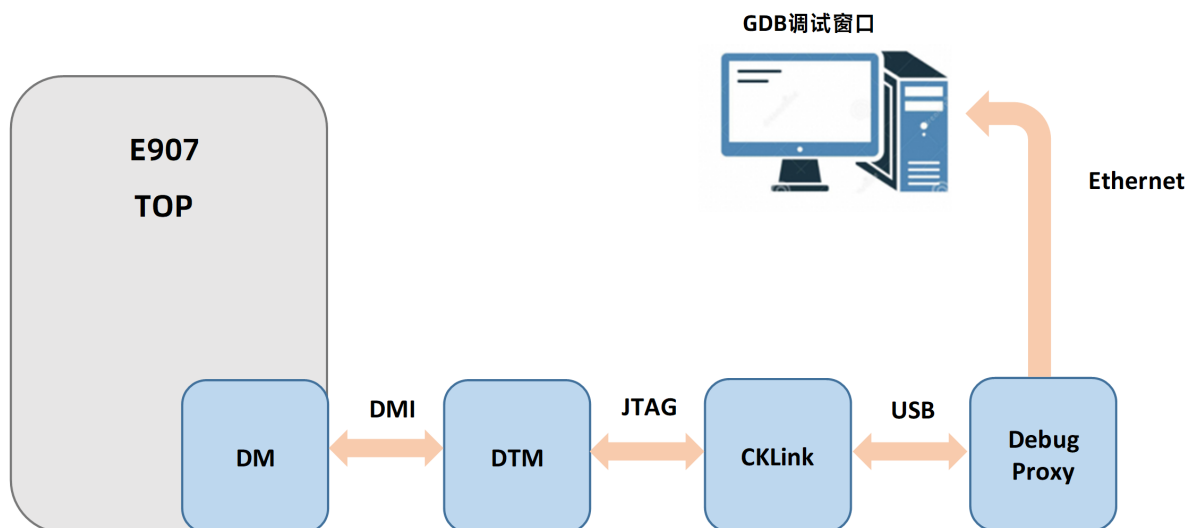 GDB调试窗口
E907
TOP
Ethernet
DMI
JTAG
USB
DM
DTM
CKLink
Debug
Proxy